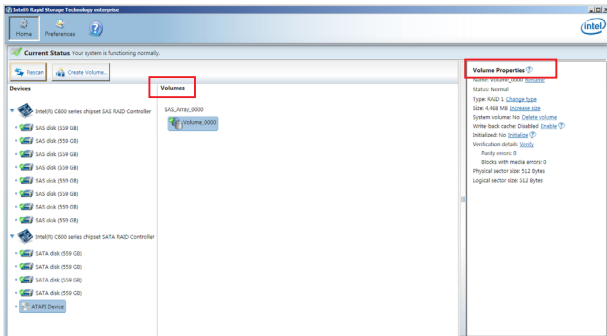 Intel® Rapid Storage Technology enterprise
Home
Preferences
?
intel
Current Status Your system is functioning normally.
Rescan
Create Volume...
Devices
Intel(R) C600 series chipset SAS RAID Controller
SAS disk (559 GB)
SAS disk (559 GB)
SAS disk (559 GB)
SAS disk (559 GB)
SAS disk (559 GB)
SAS disk (559 GB)
SAS disk (559 GB)
SAS disk (559 GB)
Intel(R) C600 series chipset SATA RAID Controller
SATA disk (559 GB)
SATA disk (559 GB)
SATA disk (559 GB)
SATA disk (559 GB)
ATAPI Device
Volumes
SAS_Array_0000
Volume_0000
Volume Properties ?
Name: Volume_0000 Rename
Status: Normal
Type: RAID 1 Change type
Size: 4,468 MB Increase size
System volume: No Delete volume
Write back cache: Disabled Enable ?
Initialized: No Initialize ?
Verification details Verify
Parity errors: 0
Blocks with media errors: 0
Physical sector size: 512 Bytes
Logical sector size: 512 Bytes